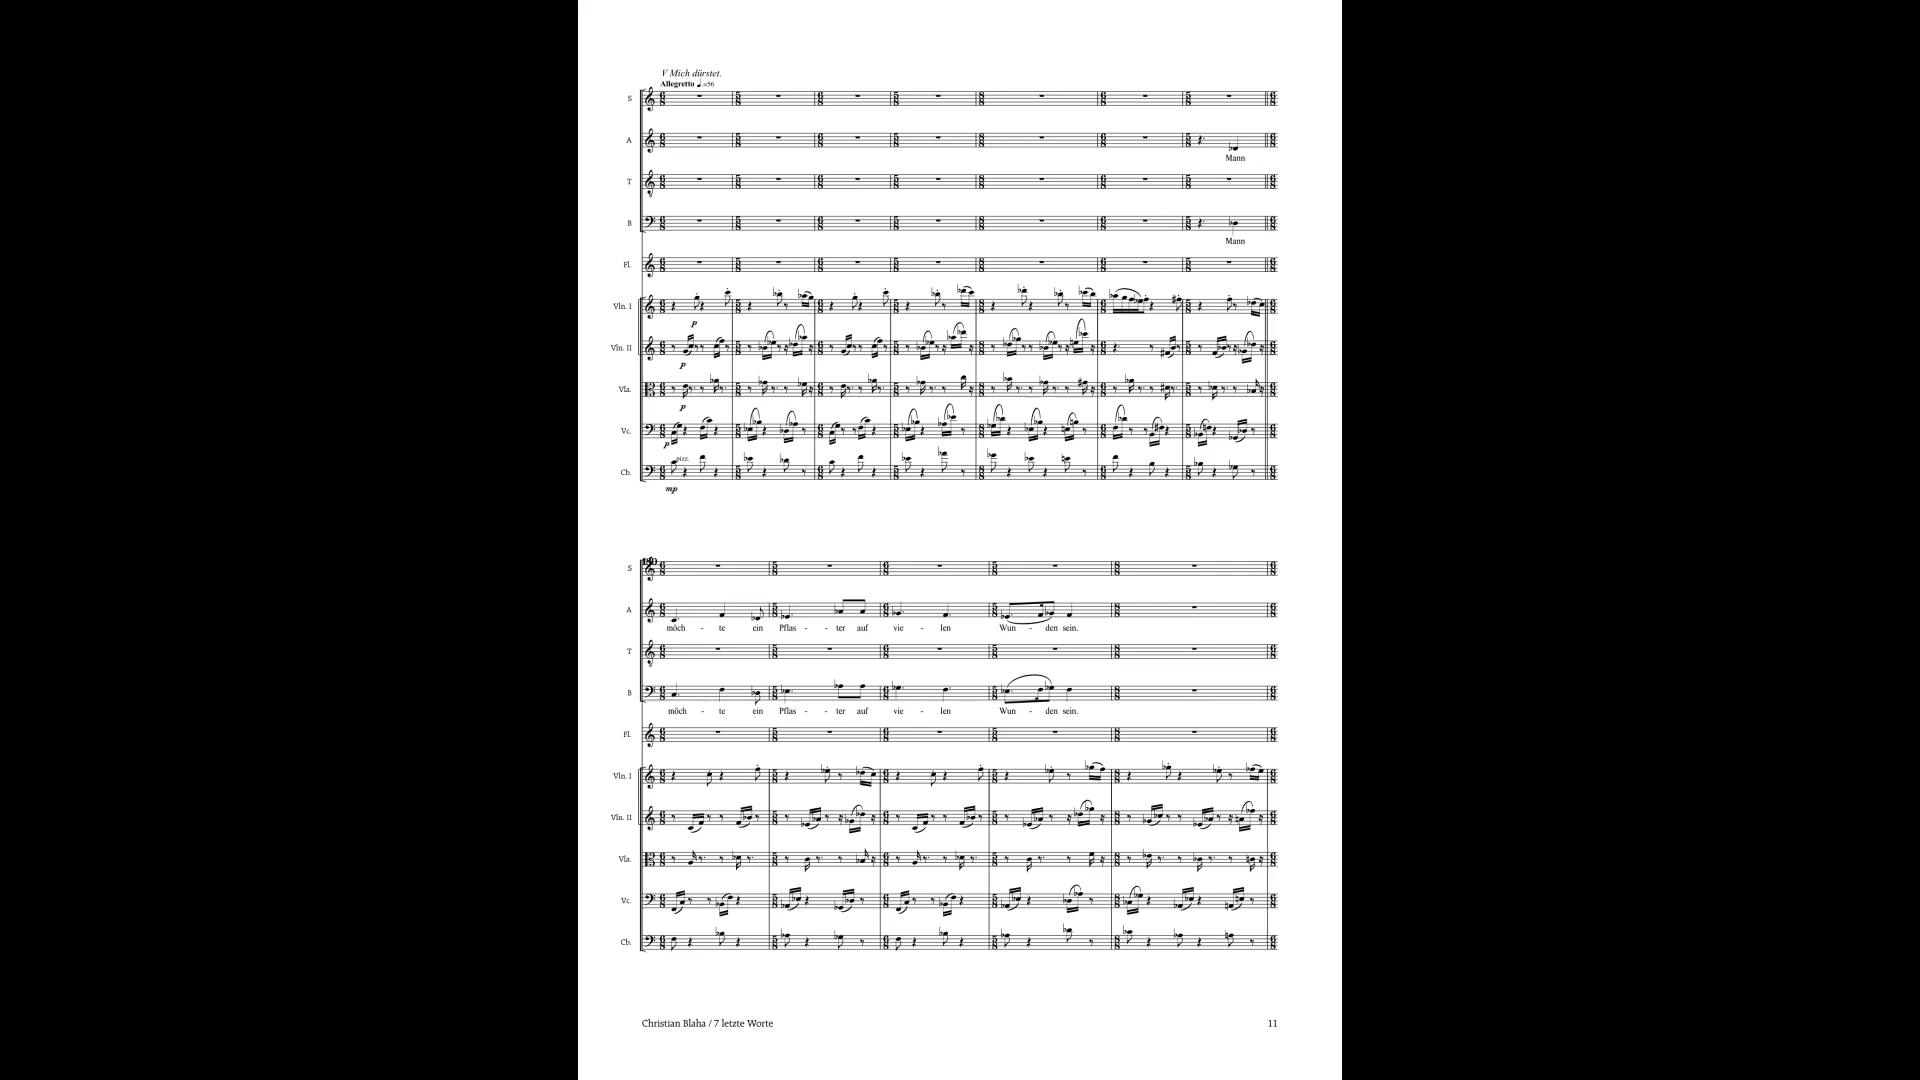 V Mich dürstet.
Allegretto ♩.=56
S
A
Mann
T
B
Mann
Fl.
Vln. I
p
Vln. II
p
Vla.
p
Vc.
p
pizz.
Cb.
mp
S
A
möch - te ein Pflas - ter auf vie - len Wun - den sein.
T
B
möch - te ein Pflas - ter auf vie - len Wun - den sein.
Fl.
Vln. I
Vln. II
Vla.
Vc.
Cb.
Christian Blaha / 7 letzte Worte 11